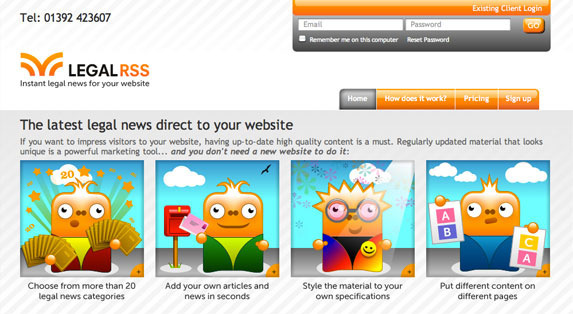 Tel: 01392 423607
Existing Client Login
Email
Password
GO
Remember me on this computer
Reset Password
LEGALRSS
Instant legal news for your website
Home
How does it work?
Pricing
Sign up
The latest legal news direct to your website
If you want to impress visitors to your website, having up-to-date high quality content is a must. Regularly updated material that looks
unique is a powerful marketing tool... and you don't need a new website to do it:
20
A
B
C
A
Choose from more than 20
legal news categories
Add your own articles and
news in seconds
Style the material to your
own specifications
Put different content on
different pages